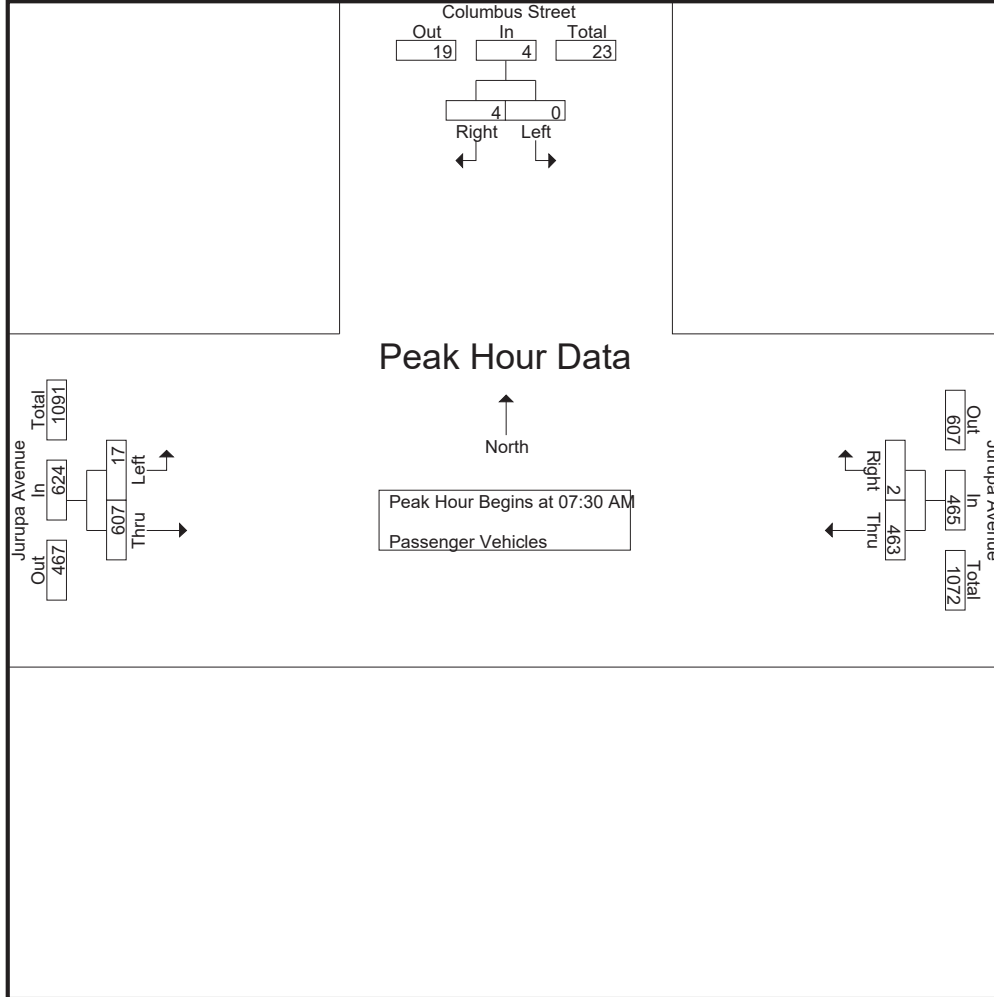 Columbus Street
Out In Total
19 4 23
4 0
Right Left
Peak Hour Data
North
Peak Hour Begins at 07:30 AM
Passenger Vehicles
Jurupa Avenue
Total In Out
1091 624 467
17 607
Left Thru
Jurupa Avenue
Out In Total
607 465 1072
2 463
Right Thru